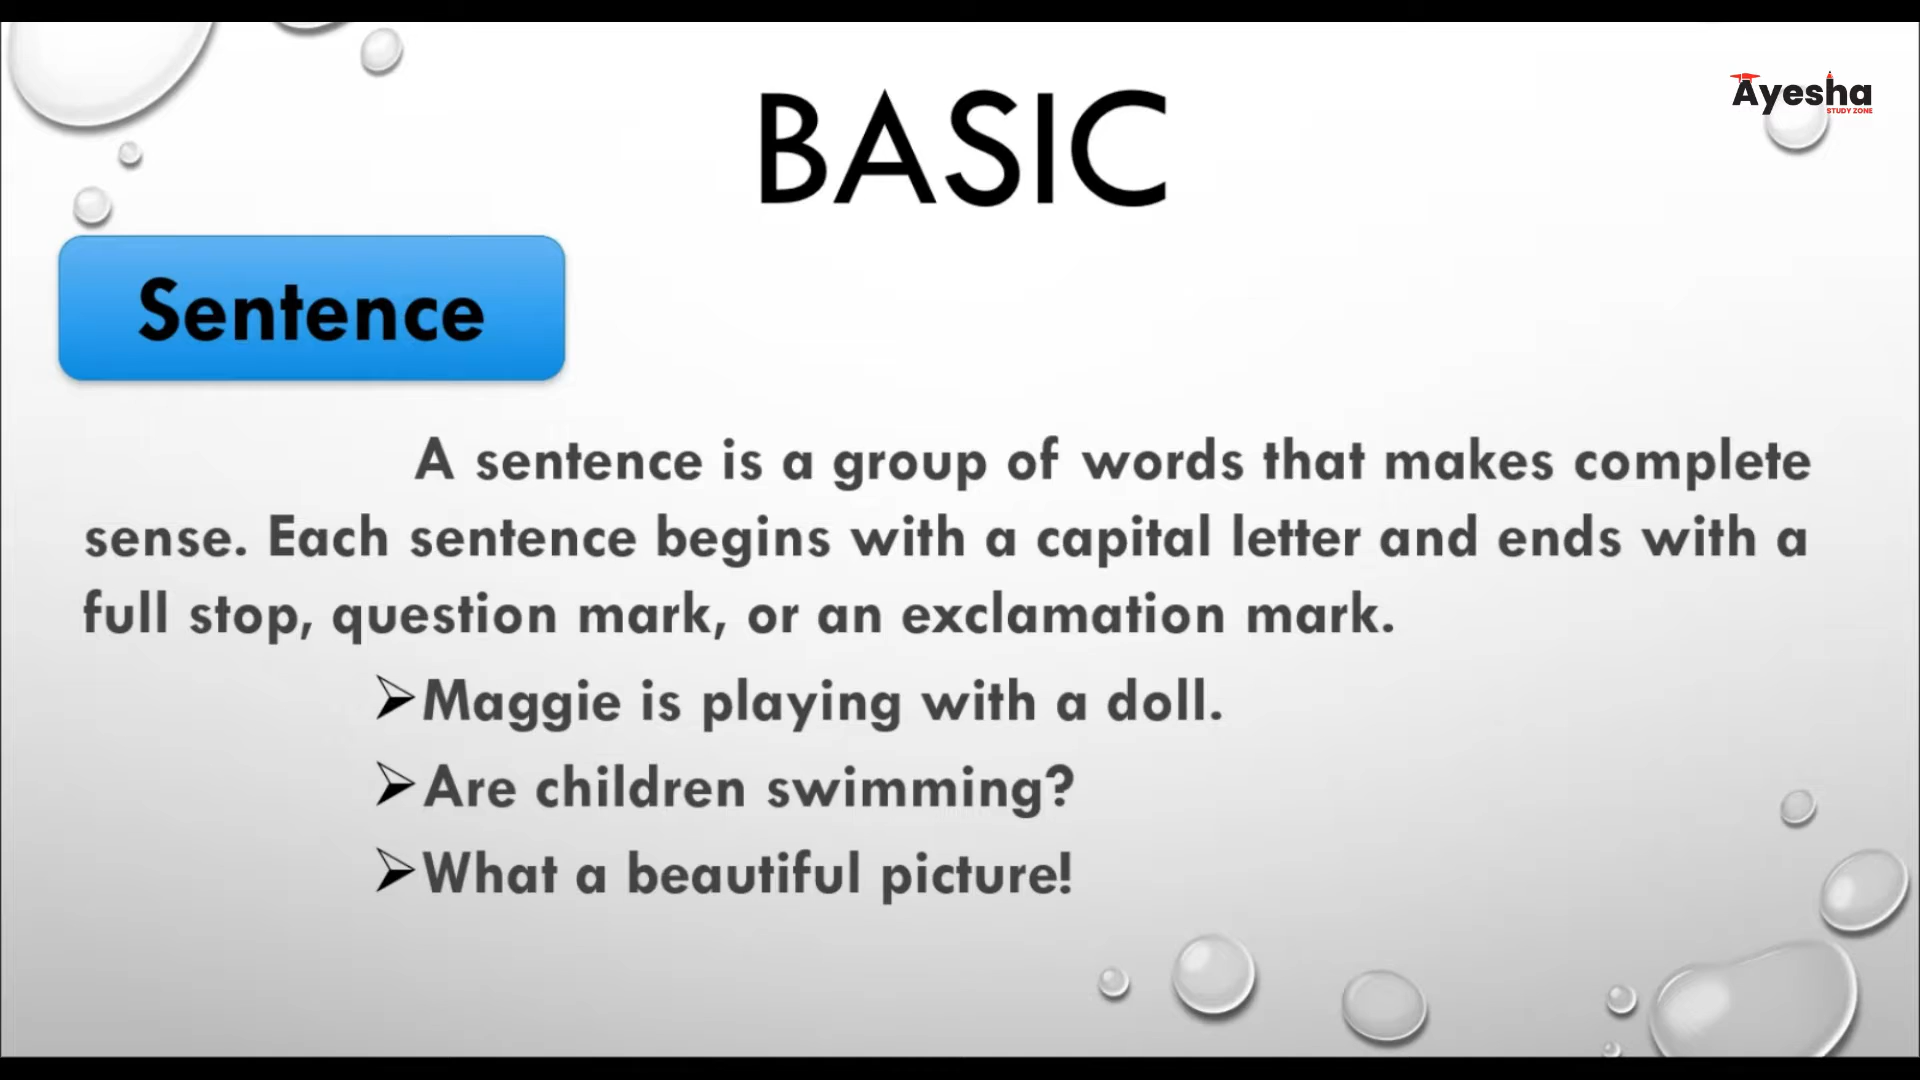 BASIC
Ayesha
STUDY ZONE
Sentence
A sentence is a group of words that makes complete
sense. Each sentence begins with a capital letter and ends with a
full stop, question mark, or an exclamation mark.
➢Maggie is playing with a doll.
➢Are children swimming?
➢What a beautiful picture!